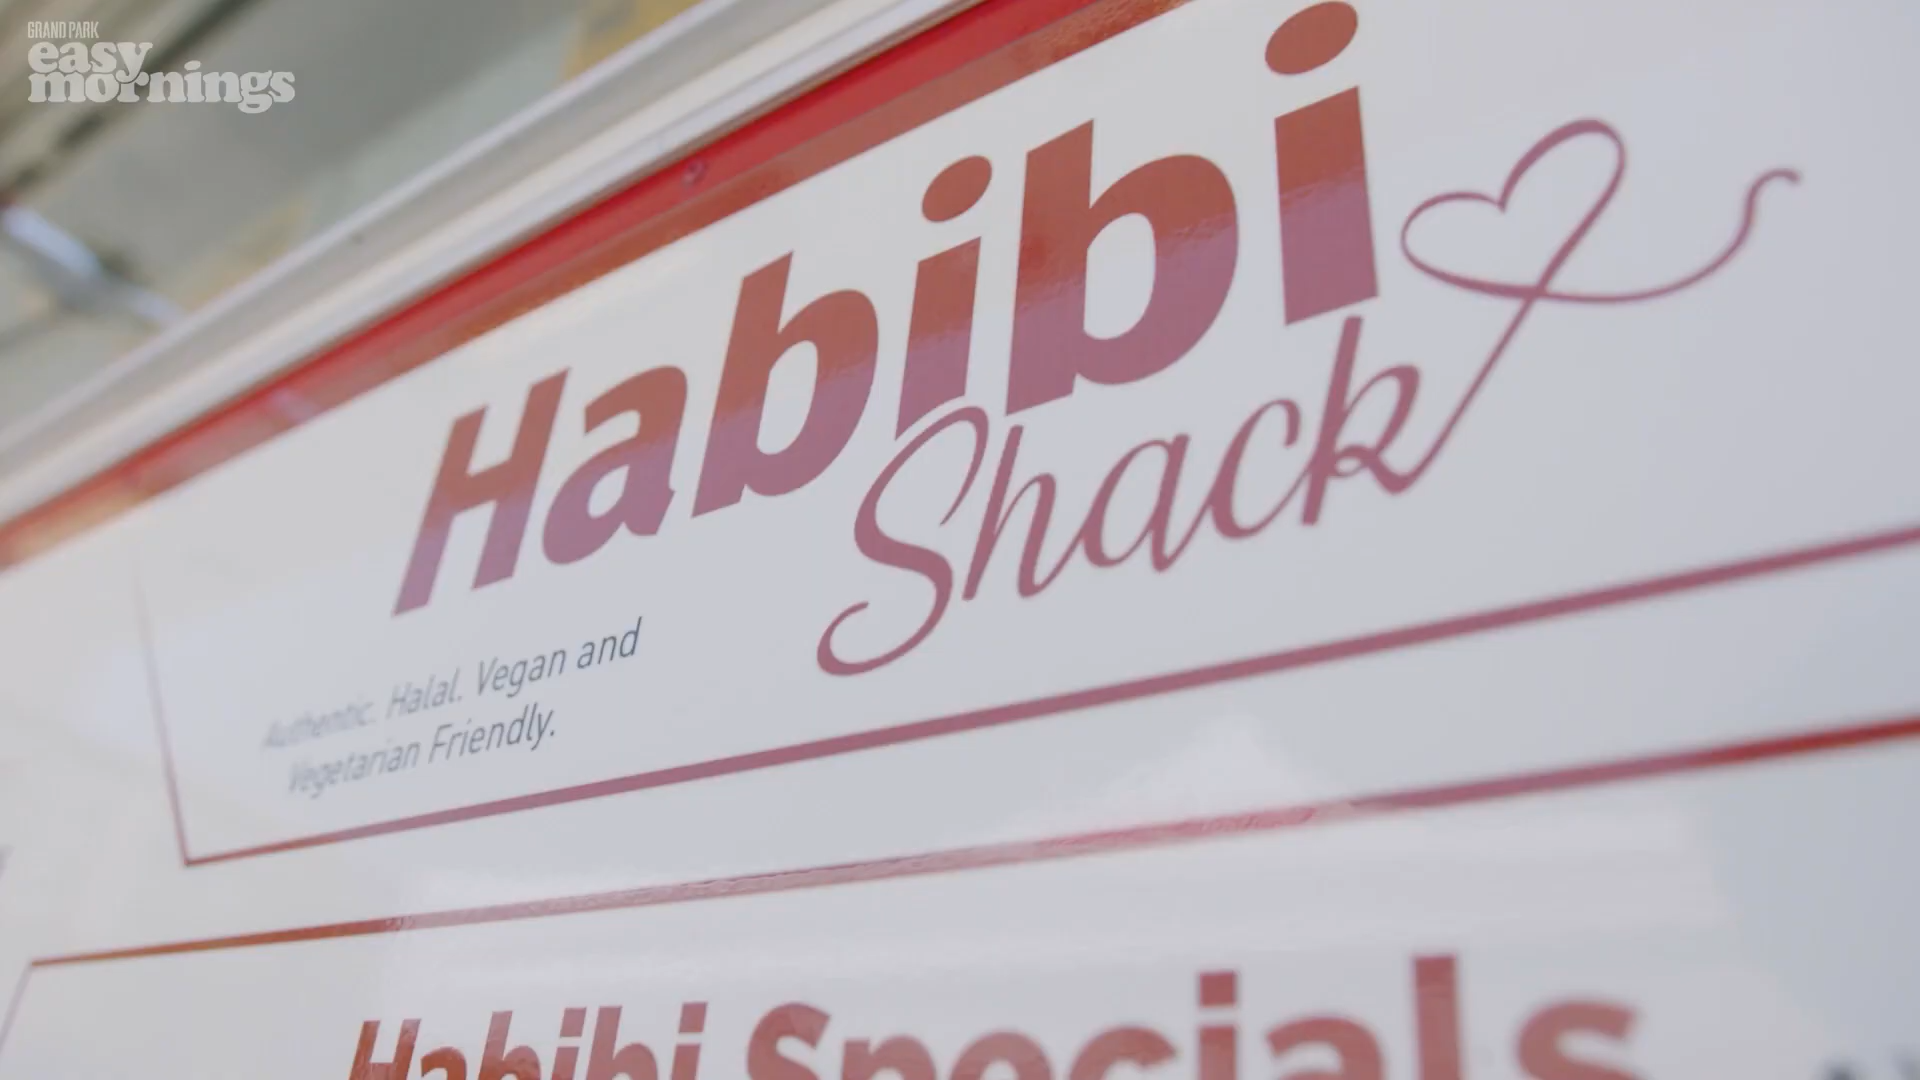 GRAND PARK
easy
mornings
Habibi
Shack
Authentic. Halal. Vegan and
Vegetarian Friendly.
Habibi Specials